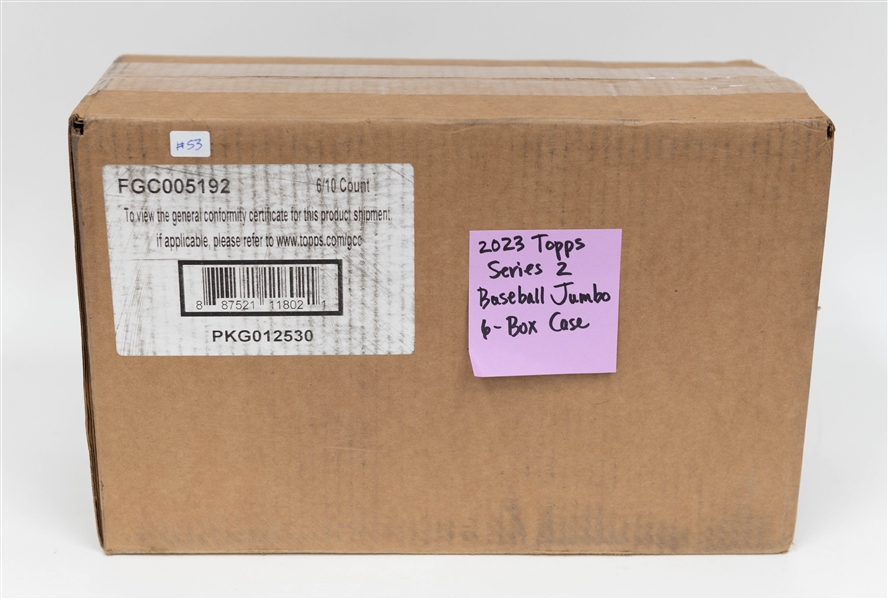 #53
FGC005192 6/10 Count
To view the general conformity certificate for this product shipment,
if applicable, please refer to www.topps.com/gcc
8 87521 11802 1
PKG012530
2023 Topps
Series 2
Baseball Jumbo
6-Box Case